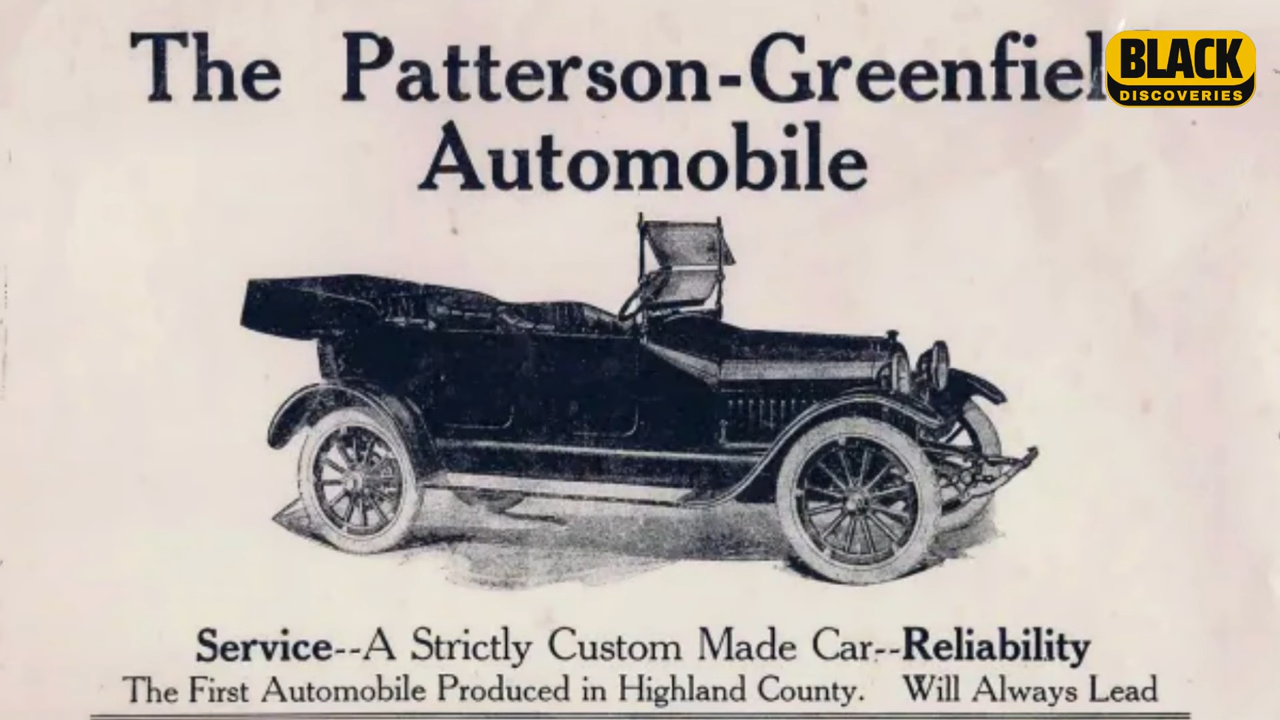 The Patterson-Greenfiel
Automobile
BLACK
DISCOVERIES
Service--A Strictly Custom Made Car--Reliability
The First Automobile Produced in Highland County. Will Always Lead